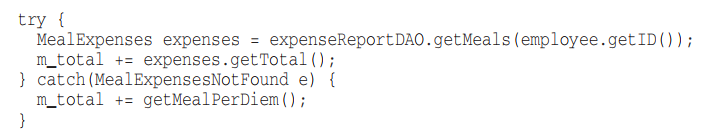 try {
  MealExpenses expenses = expenseReportDAO.getMeals(employee.getID());
  m_total += expenses.getTotal();
} catch(MealExpensesNotFound e) {
  m_total += getMealPerDiem();
}